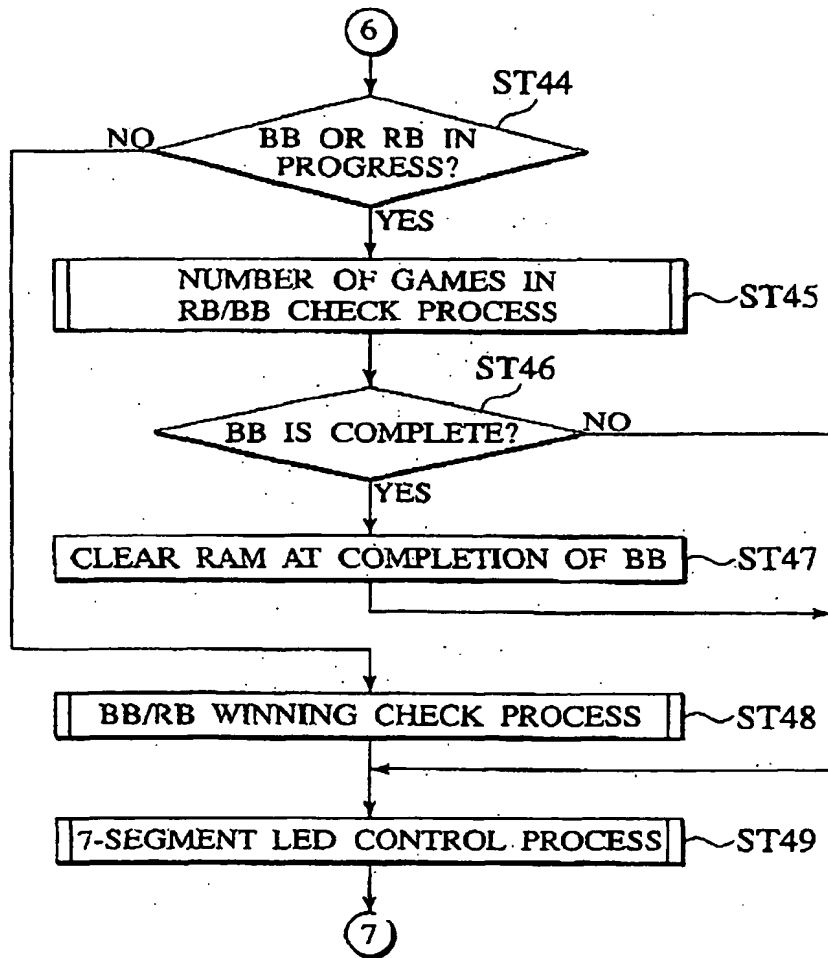 6
ST44
NO
BB OR RB IN
PROGRESS?
YES
NUMBER OF GAMES IN
RB/BB CHECK PROCESS
ST45
ST46
BB IS COMPLETE?
NO
YES
CLEAR RAM AT COMPLETION OF BB
ST47
BB/RB WINNING CHECK PROCESS
ST48
7-SEGMENT LED CONTROL PROCESS
ST49
7